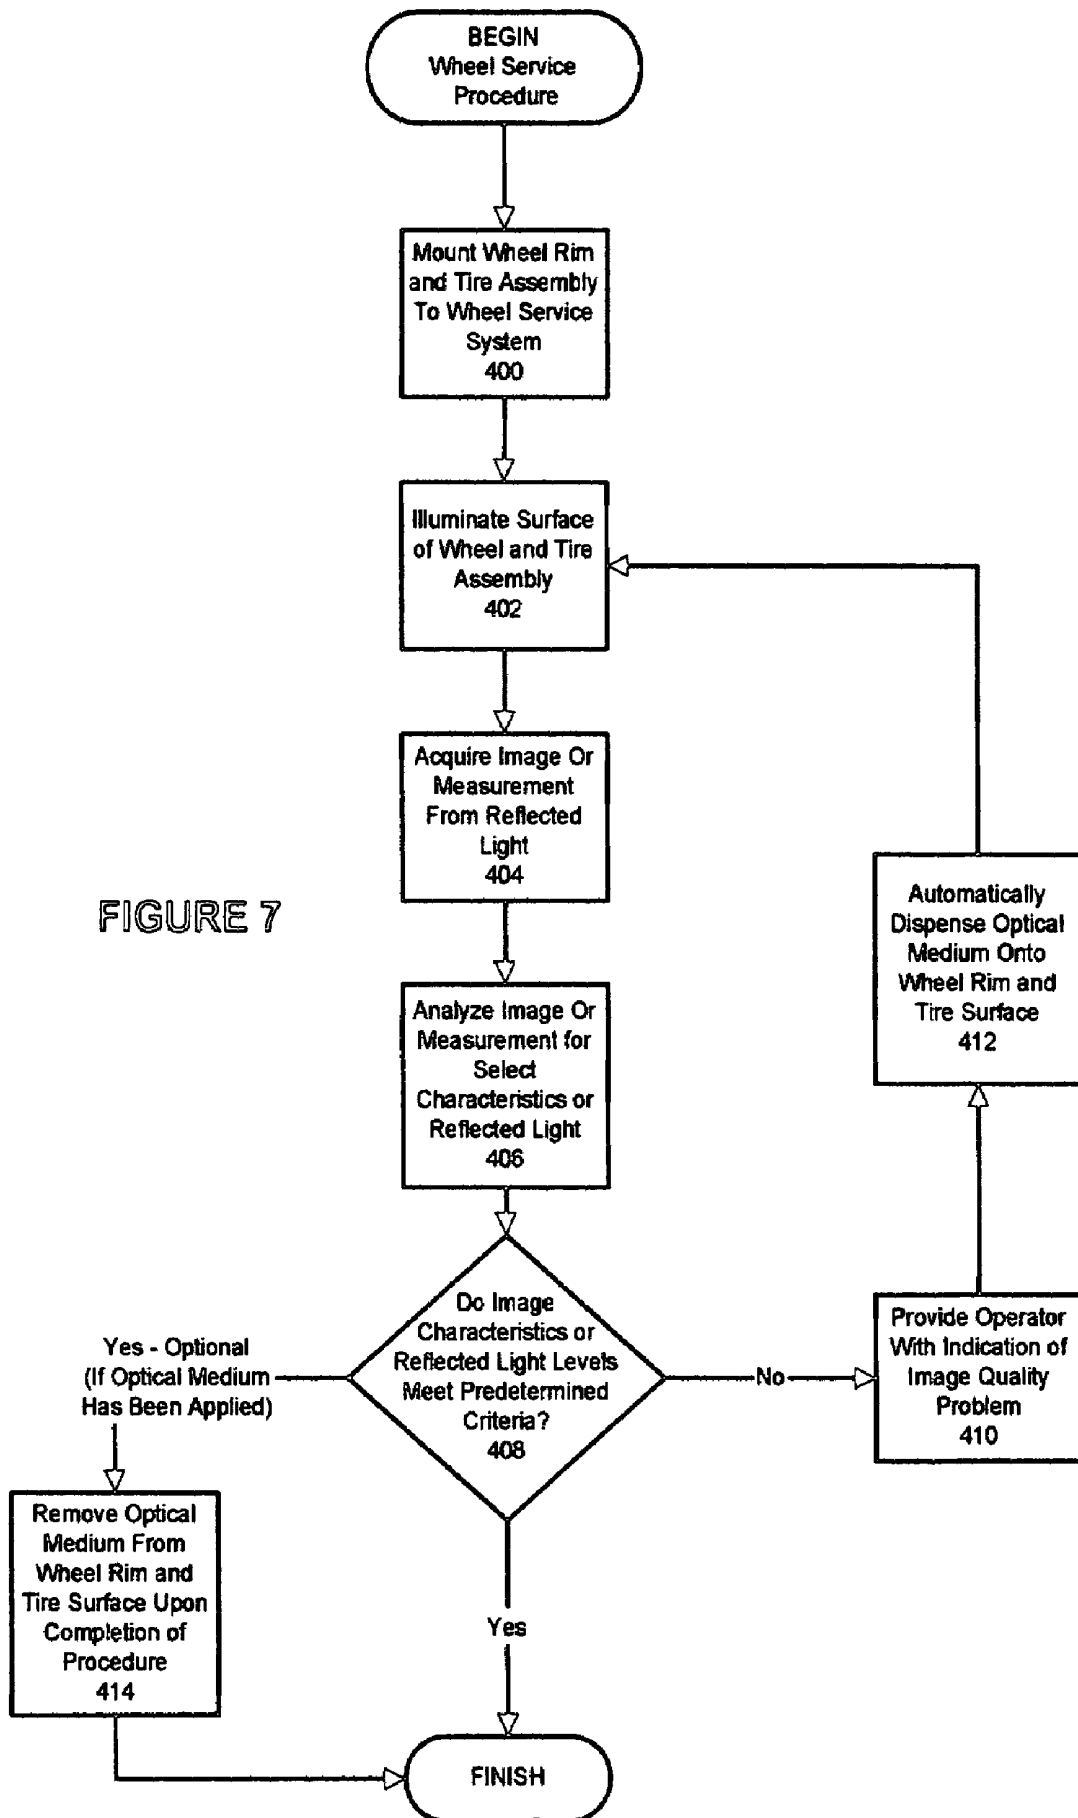 BEGIN
Wheel Service
Procedure
Mount Wheel Rim
and Tire Assembly
To Wheel Service
System
400
Illuminate Surface
of Wheel and Tire
Assembly
402
Acquire Image Or
Measurement
From Reflected
Light
404
FIGURE 7
Analyze Image Or
Measurement for
Select
Characteristics or
Reflected Light
406
Do Image
Characteristics or
Reflected Light Levels
Meet Predetermined
Criteria?
408
No
Provide Operator
With Indication of
Image Quality
Problem
410
Automatically
Dispense Optical
Medium Onto
Wheel Rim and
Tire Surface
412
Yes - Optional
(If Optical Medium
Has Been Applied)
Remove Optical
Medium From
Wheel Rim and
Tire Surface Upon
Completion of
Procedure
414
Yes
FINISH